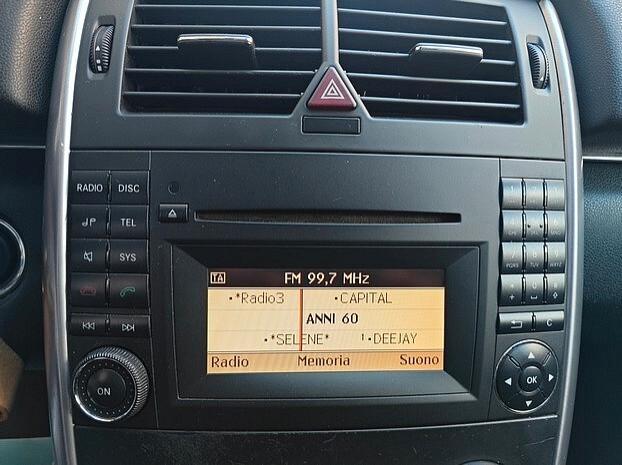 RADIO DISC
TEL
SYS
ON
TA FM 99,7 MHz
•*Radio3 •CAPITAL
ANNI 60
•*SELENE* 1•DEEJAY
Radio Memoria Suono
C
OK